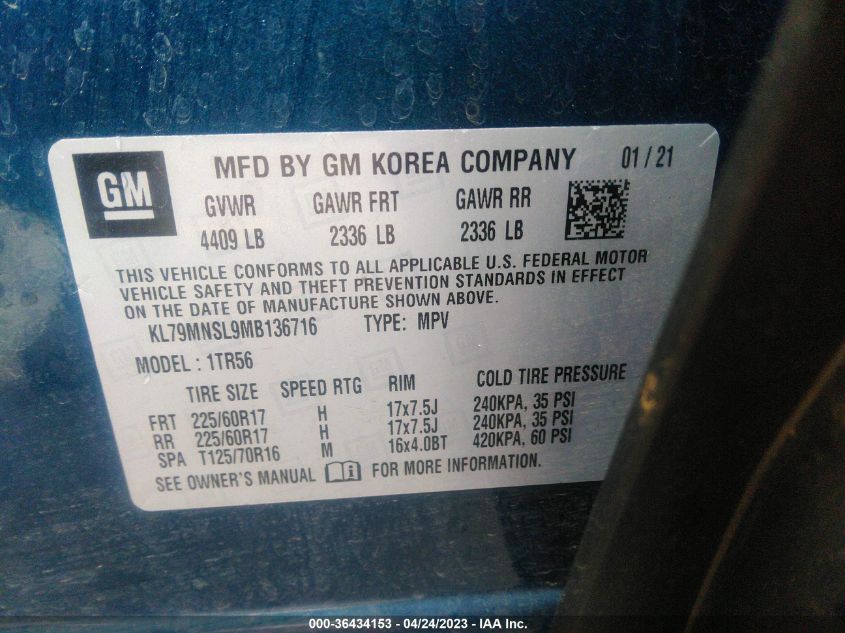 GM
MFD BY GM KOREA COMPANY 01/21
GVWR GAWR FRT GAWR RR
4409 LB 2336 LB 2336 LB
THIS VEHICLE CONFORMS TO ALL APPLICABLE U.S. FEDERAL MOTOR
VEHICLE SAFETY AND THEFT PREVENTION STANDARDS IN EFFECT
ON THE DATE OF MANUFACTURE SHOWN ABOVE.
KL79MNSL9MB136716 TYPE: MPV
MODEL : 1TR56
TIRE SIZE SPEED RTG RIM COLD TIRE PRESSURE
FRT 225/60R17 H 17x7.5J 240KPA, 35 PSI
RR 225/60R17 H 17x7.5J 240KPA, 35 PSI
SPA T125/70R16 M 16x4.0BT 420KPA, 60 PSI
SEE OWNER'S MANUAL FOR MORE INFORMATION.
000-36434153 - 04/24/2023 - IAA Inc.